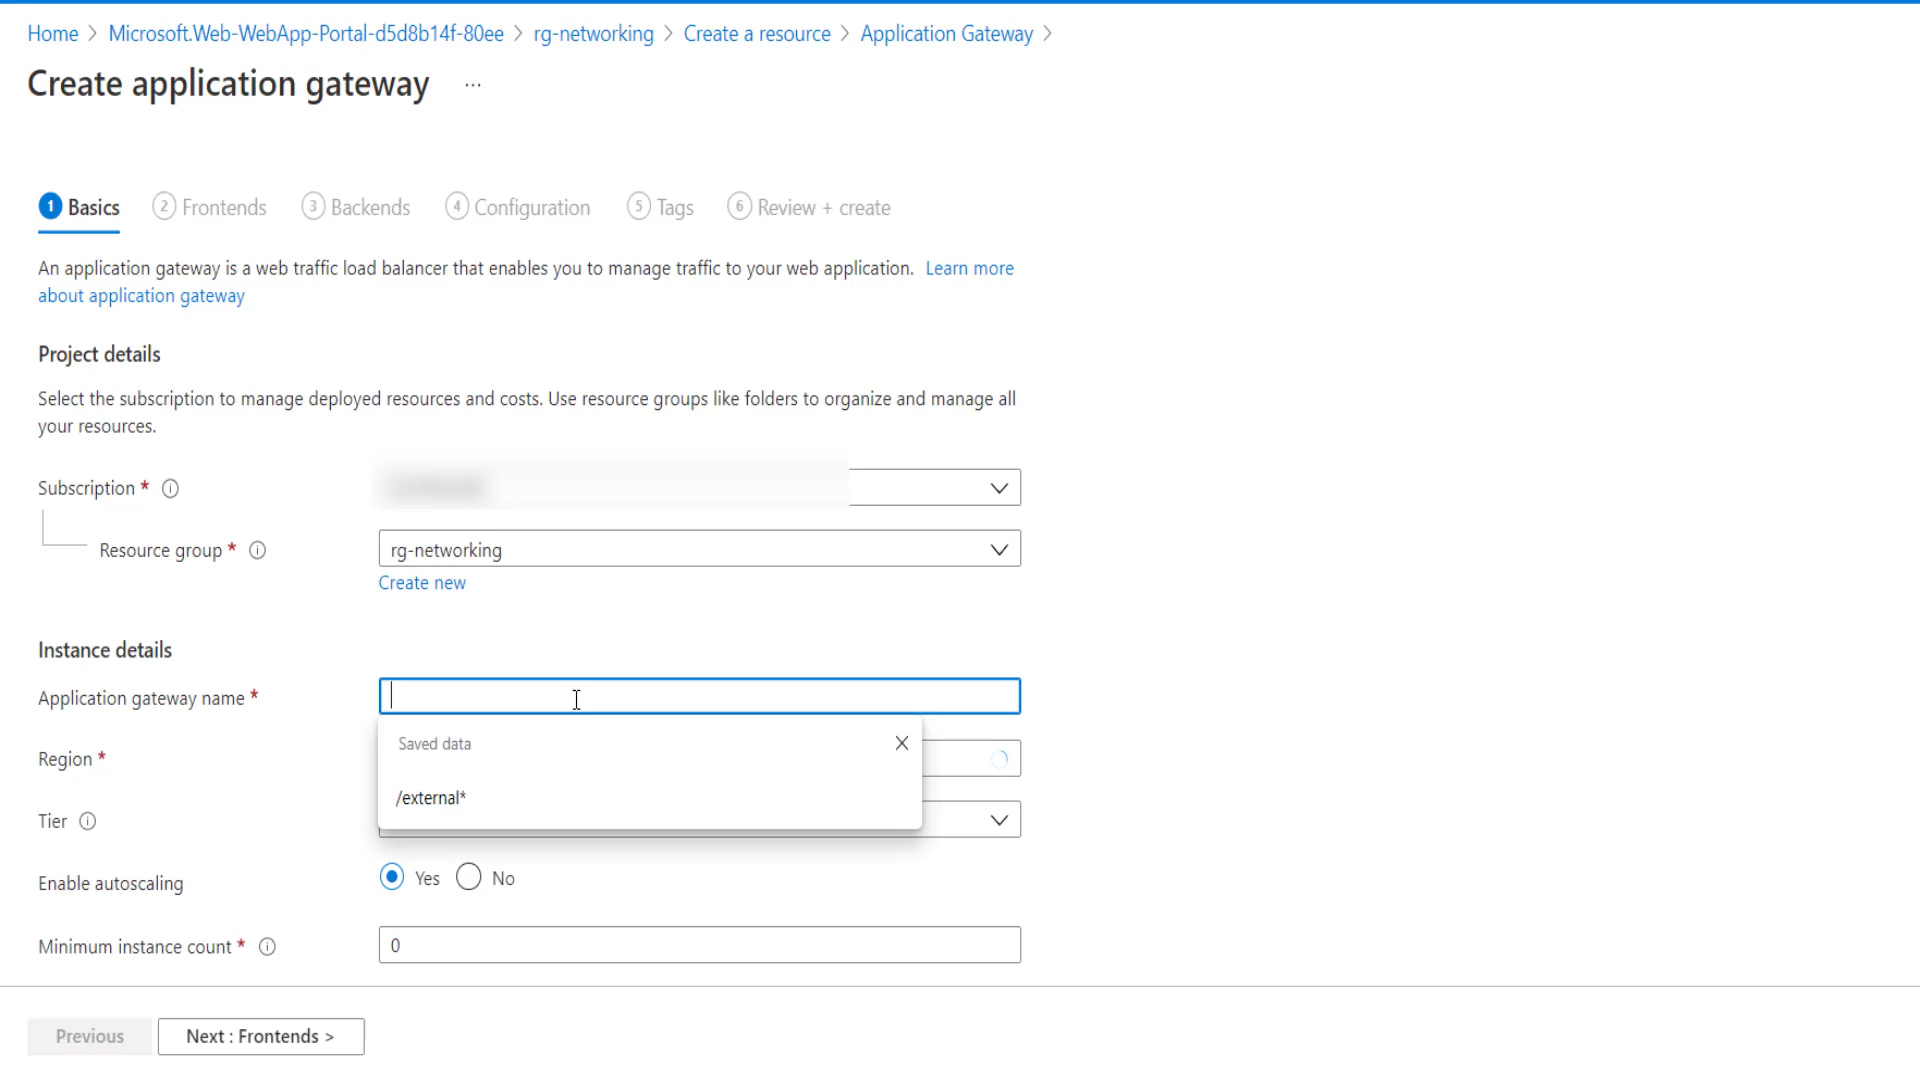 Home > Microsoft.Web-WebApp-Portal-d5d8b14f-80ee > rg-networking > Create a resource > Application Gateway >
Create application gateway ...
1 Basics 2 Frontends 3 Backends 4 Configuration 5 Tags 6 Review + create
An application gateway is a web traffic load balancer that enables you to manage traffic to your web application. Learn more
about application gateway
Project details
Select the subscription to manage deployed resources and costs. Use resource groups like folders to organize and manage all
your resources.
Subscription *
Resource group * rg-networking
Create new
Instance details
Application gateway name *
Saved data
Region *
/external*
Tier
Enable autoscaling Yes No
Minimum instance count * 0
Previous Next : Frontends >